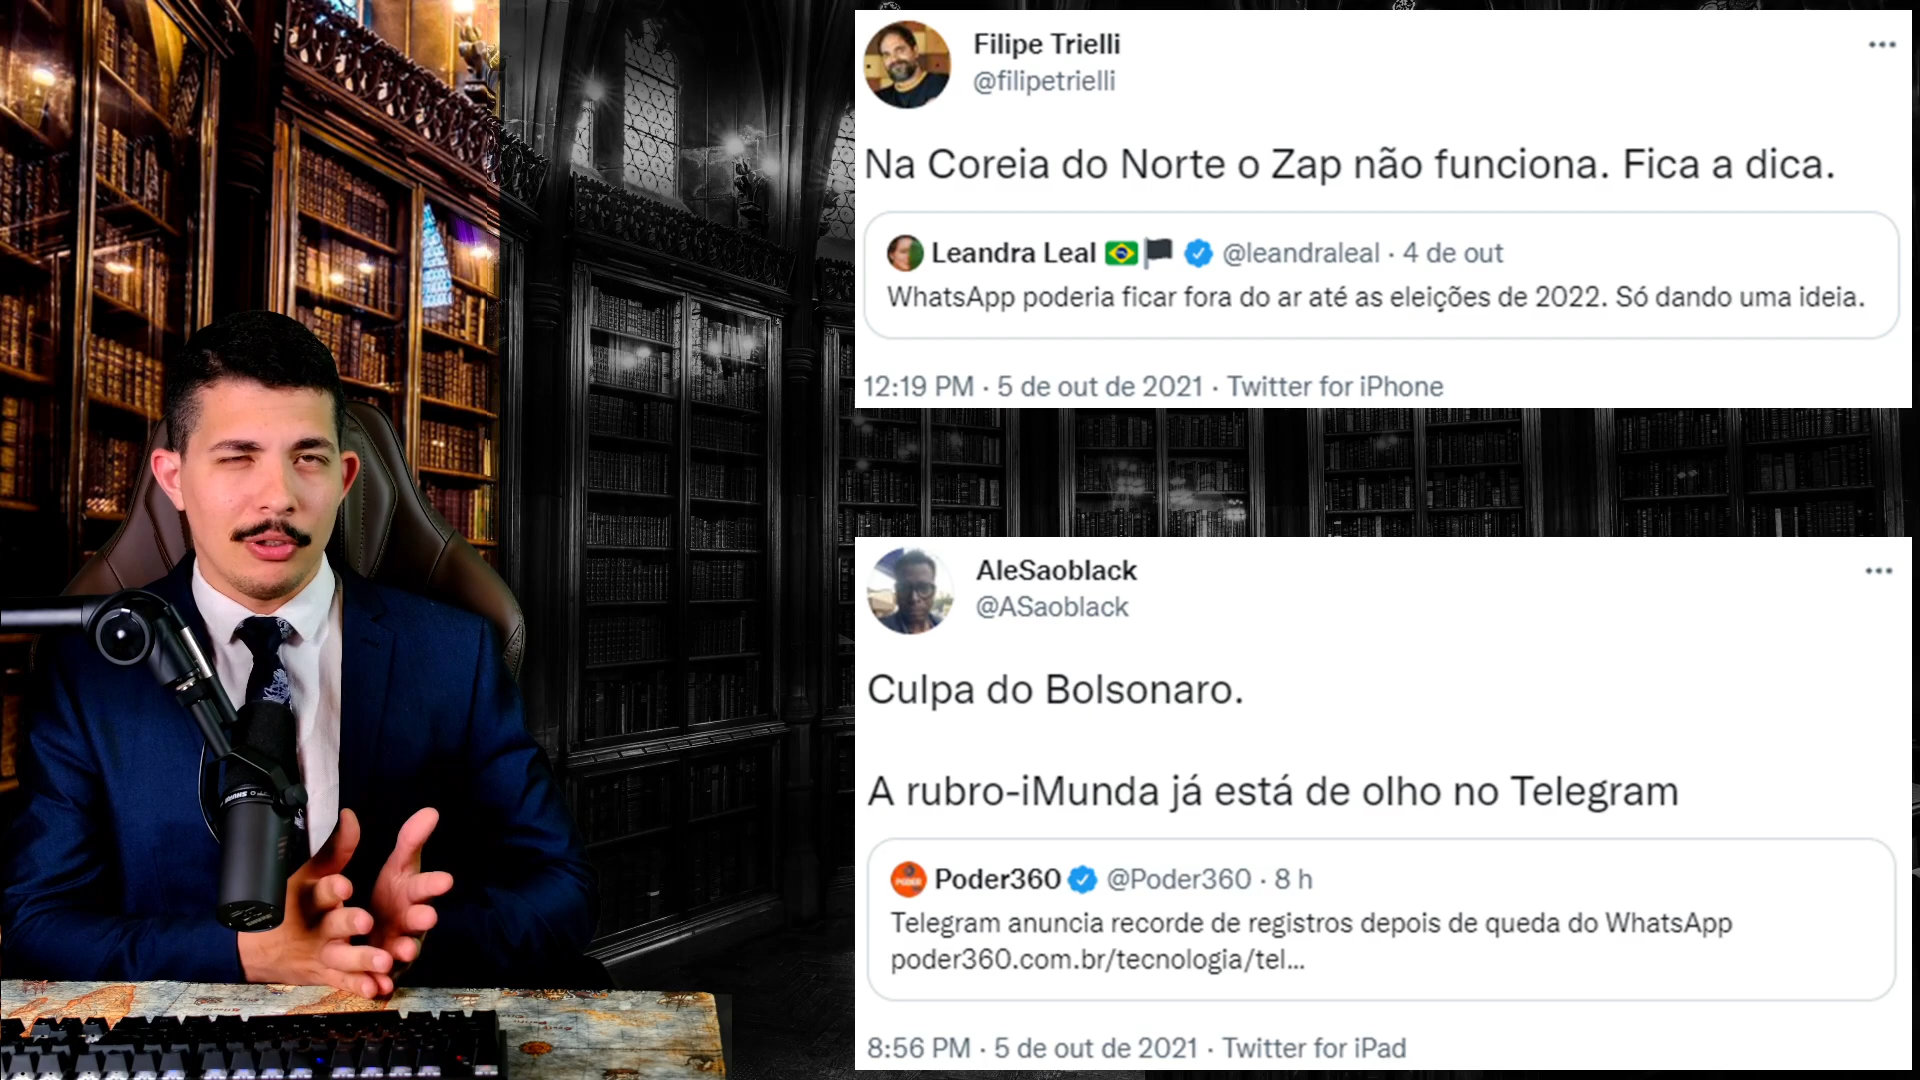 Filipe Trielli
@filipetrielli
Na Coreia do Norte o Zap não funciona. Fica a dica.
Leandra Leal @leandraleal · 4 de out
WhatsApp poderia ficar fora do ar até as eleições de 2022. Só dando uma ideia.
12:19 PM · 5 de out de 2021 · Twitter for iPhone
AleSaoblack
@ASaoblack
Culpa do Bolsonaro.
A rubro-iMunda já está de olho no Telegram
Poder360 @Poder360 · 8 h
Telegram anuncia recorde de registros depois de queda do WhatsApp
poder360.com.br/tecnologia/tel...
8:56 PM · 5 de out de 2021 · Twitter for iPad
SHURE